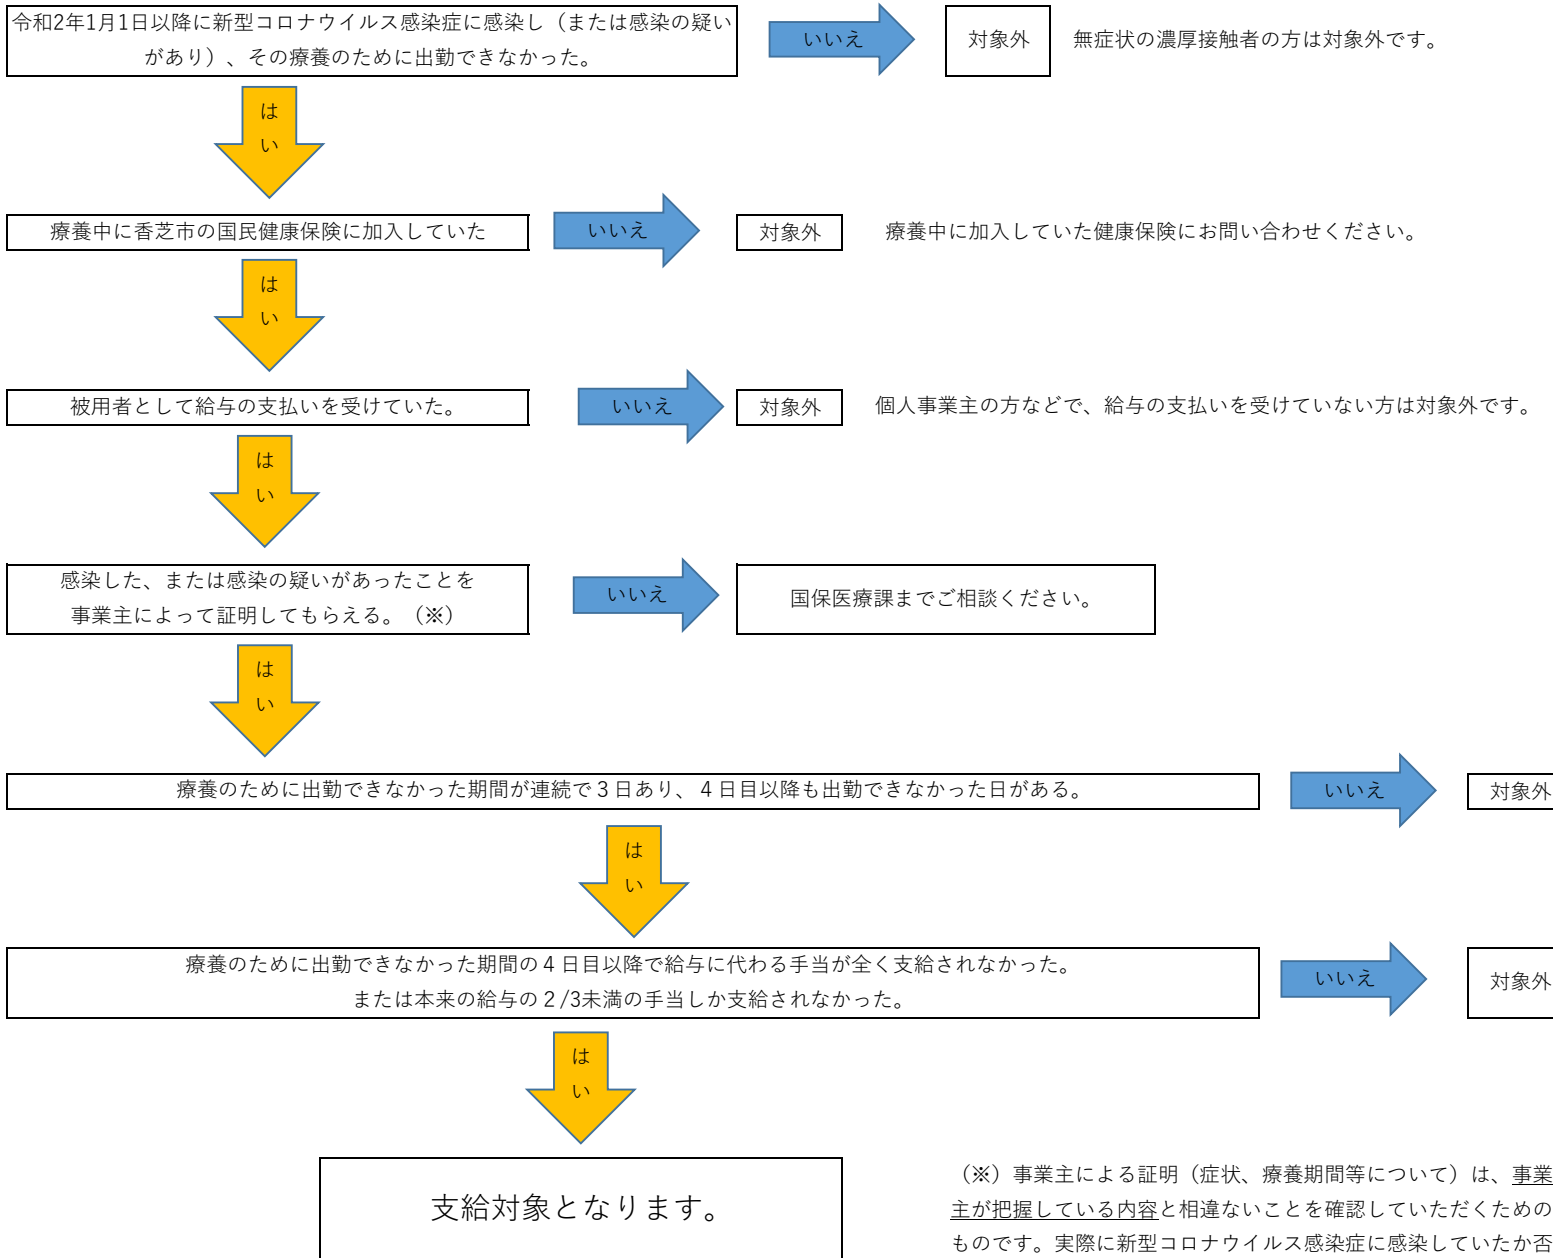 令和2年1月1日以降に新型コロナウイルス感染症に感染し（または感染の疑い
があり）、その療養のために出勤できなかった。
いいえ
対象外
無症状の濃厚接触者の方は対象外です。
は
い
療養中に香芝市の国民健康保険に加入していた
いいえ
対象外
療養中に加入していた健康保険にお問い合わせください。
は
い
被用者として給与の支払いを受けていた。
いいえ
対象外
個人事業主の方などで、給与の支払いを受けていない方は対象外です。
は
い
感染した、または感染の疑いがあったことを
事業主によって証明してもらえる。（※）
いいえ
国保医療課までご相談ください。
は
い
療養のために出勤できなかった期間が連続で３日あり、４日目以降も出勤できなかった日がある。
いいえ
対象外
は
い
療養のために出勤できなかった期間の４日目以降で給与に代わる手当が全く支給されなかった。
または本来の給与の２/3未満の手当しか支給されなかった。
いいえ
対象外
は
い
支給対象となります。
（※）事業主による証明（症状、療養期間等について）は、事業
主が把握している内容と相違ないことを確認していただくための
ものです。実際に新型コロナウイルス感染症に感染していたか否